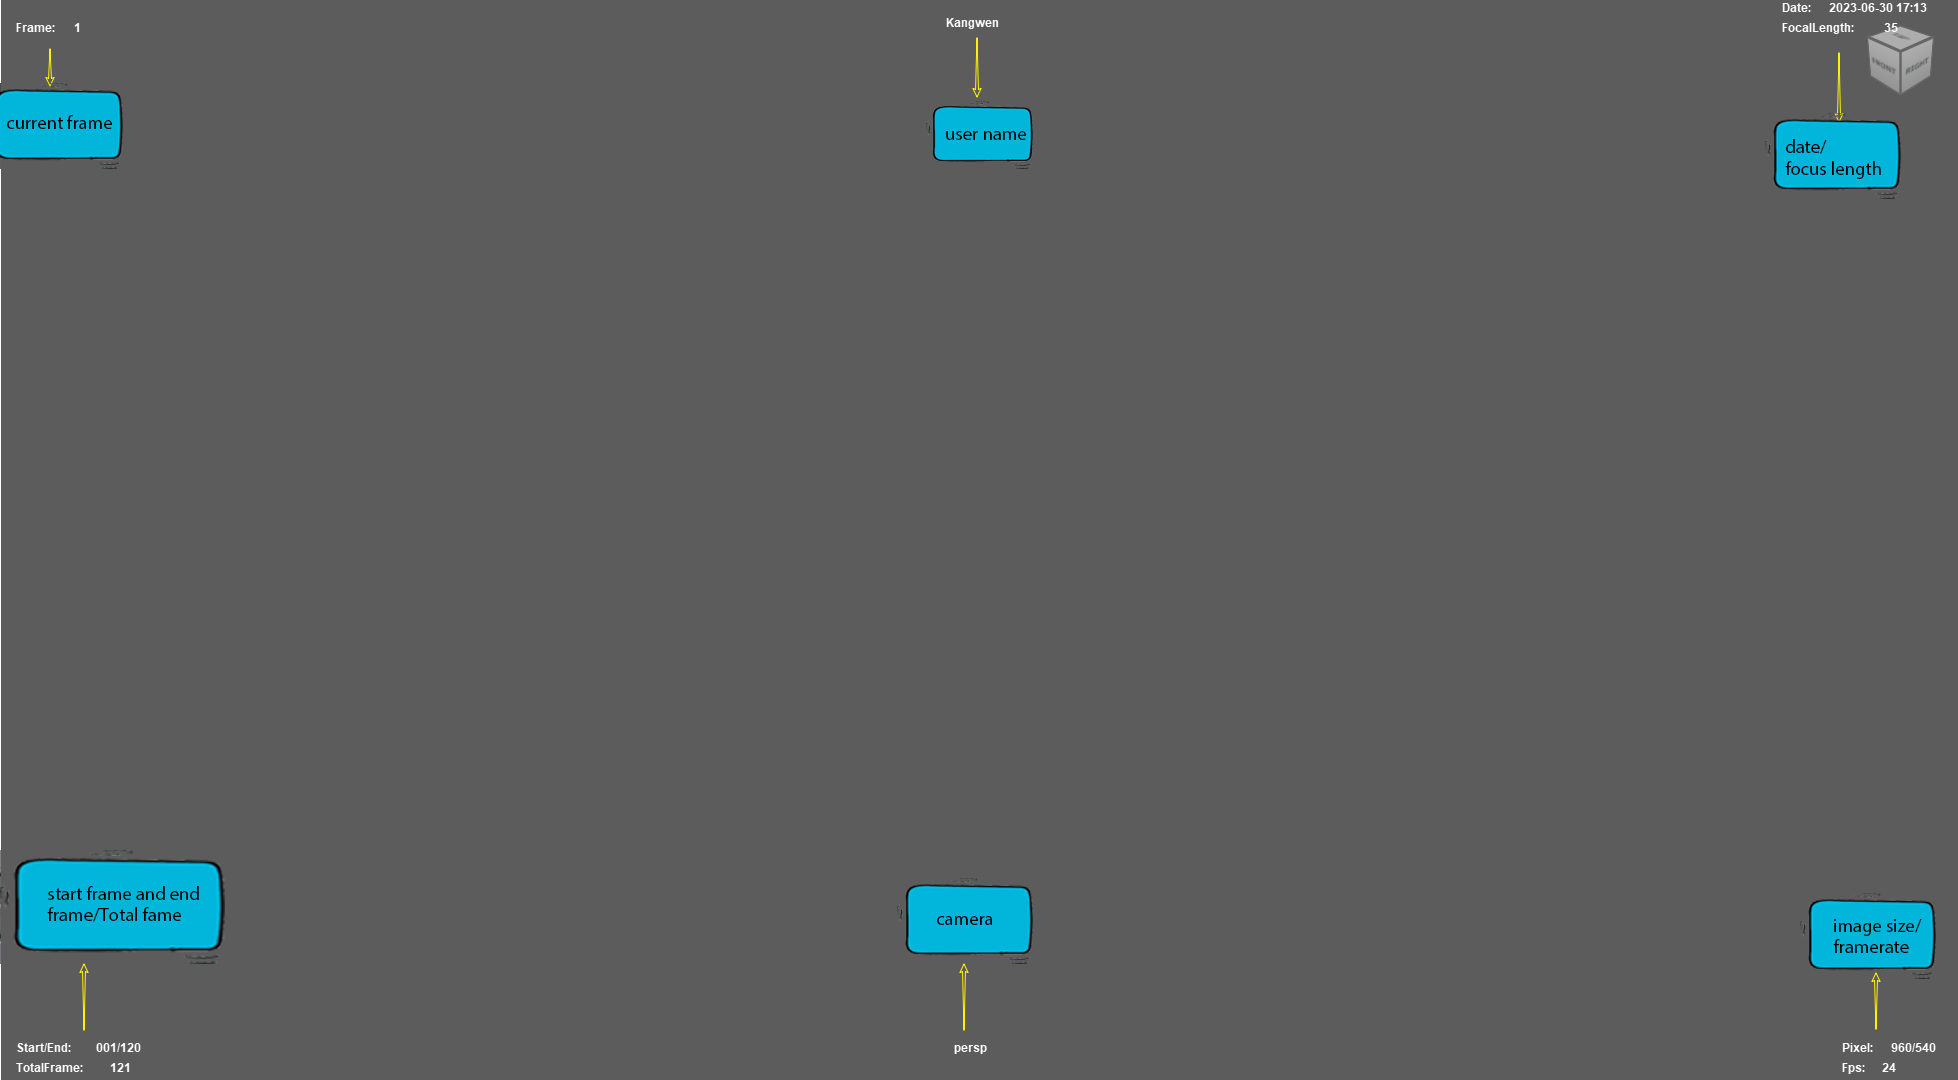 Frame: 1
Kangwen
Date: 2023-06-30 17:13
FocalLength: 35
FRONT
RIGHT
current frame
user name
date/
focus length
start frame and end
frame/Total fame
camera
image size/
framerate
Start/End: 001/120
TotalFrame: 121
persp
Pixel: 960/540
Fps: 24